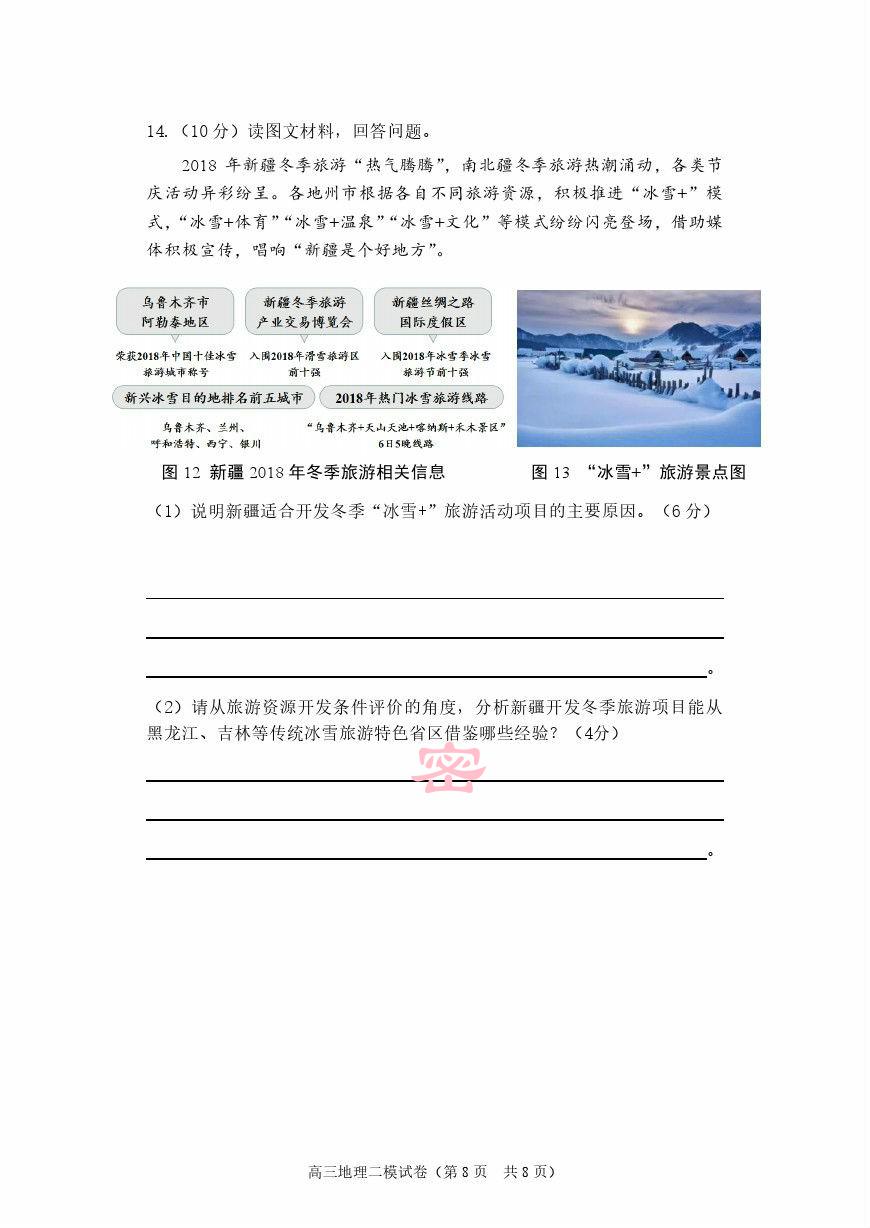 14.（10 分）读图文材料，回答问题。
2018 年新疆冬季旅游“热气腾腾”，南北疆冬季旅游热潮涌动，各类节
庆活动异彩纷呈。各地州市根据各自不同旅游资源，积极推进“冰雪+”模
式，“冰雪+体育”“冰雪+温泉”“冰雪+文化”等模式纷纷闪亮登场，借助媒
体积极宣传，唱响“新疆是个好地方”。
乌鲁木齐市
阿勒泰地区
荣获2018年中国十佳冰雪
旅游城市称号
新疆冬季旅游
产业交易博览会
入围2018年滑雪旅游区
前十强
新疆丝绸之路
国际度假区
入围2018年冰雪季冰雪
旅游节前十强
新兴冰雪目的地排名前五城市
乌鲁木齐、兰州、
呼和浩特、西宁、银川
2018年热门冰雪旅游线路
“乌鲁木齐+天山天池+喀纳斯+禾木景区”
6日5晚线路
图 12 新疆 2018 年冬季旅游相关信息
图 13 “冰雪+”旅游景点图
（1）说明新疆适合开发冬季“冰雪+”旅游活动项目的主要原因。（6 分）
。
（2）请从旅游资源开发条件评价的角度，分析新疆开发冬季旅游项目能从
黑龙江、吉林等传统冰雪旅游特色省区借鉴哪些经验？（4分）
密
。
高三地理二模试卷（第 8 页 共 8 页）